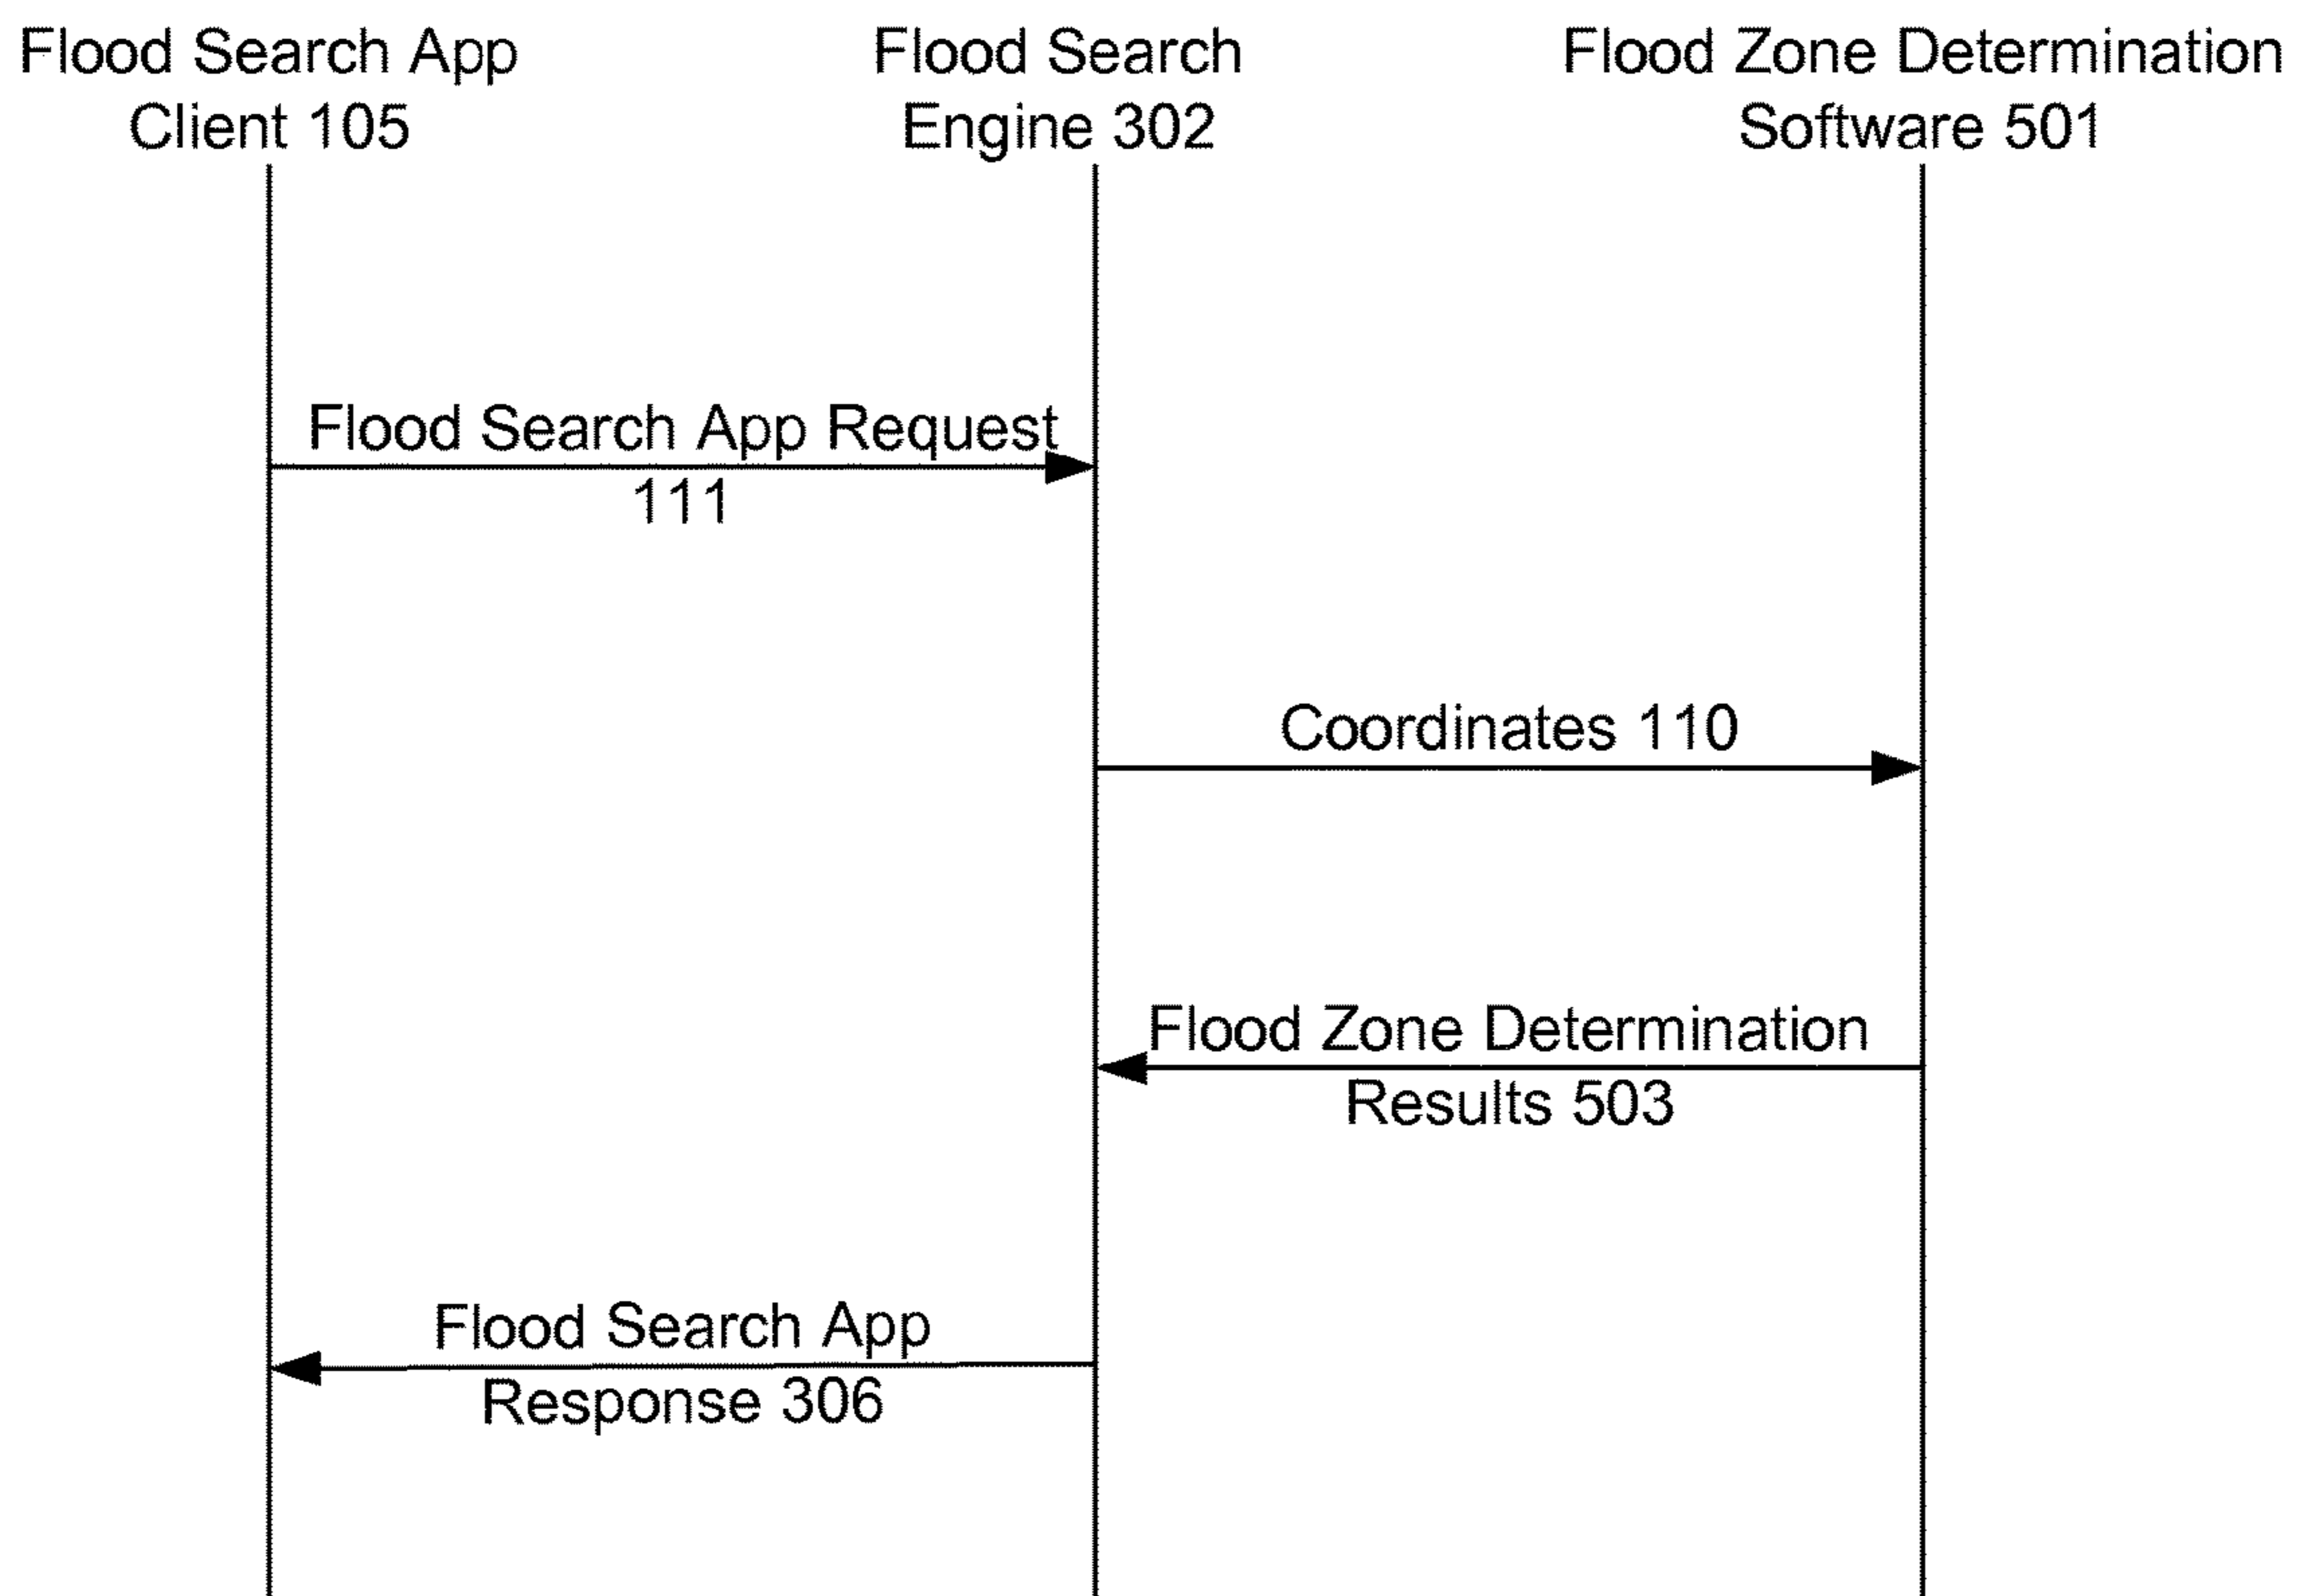 Flood Search App
Client 105
Flood Search
Engine 302
Flood Zone Determination
Software 501
Flood Search App Request
111
Coordinates 110
Flood Zone Determination
Results 503
Flood Search App
Response 306